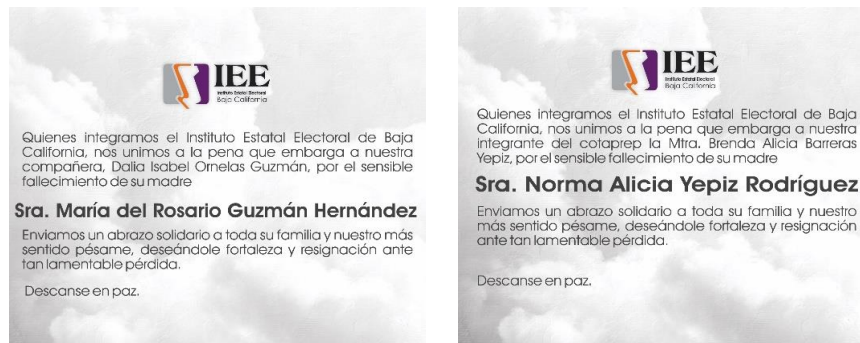 IEE
Instituto Estatal Electoral
Baja California
Quienes integramos el Instituto Estatal Electoral de Baja
California, nos unimos a la pena que embarga a nuestra
compañera, Dalia Isabel Ornelas Guzmán, por el sensible
fallecimiento de su madre
Sra. María del Rosario Guzmán Hernández
Enviamos un abrazo solidario a toda su familia y nuestro más
sentido pésame, deseándole fortaleza y resignación ante
tan lamentable pérdida.
Descanse en paz.
IEE
Instituto Estatal Electoral
Baja California
Quienes integramos el Instituto Estatal Electoral de Baja
California, nos unimos a la pena que embarga a nuestra
integrante del cotaprep la Mtra. Brenda Alicia Barreras
Yepiz, por el sensible fallecimiento de su madre
Sra. Norma Alicia Yepiz Rodríguez
Enviamos un abrazo solidario a toda su familia y nuestro
más sentido pésame, deseándole fortaleza y resignación
ante tan lamentable pérdida.
Descanse en paz.